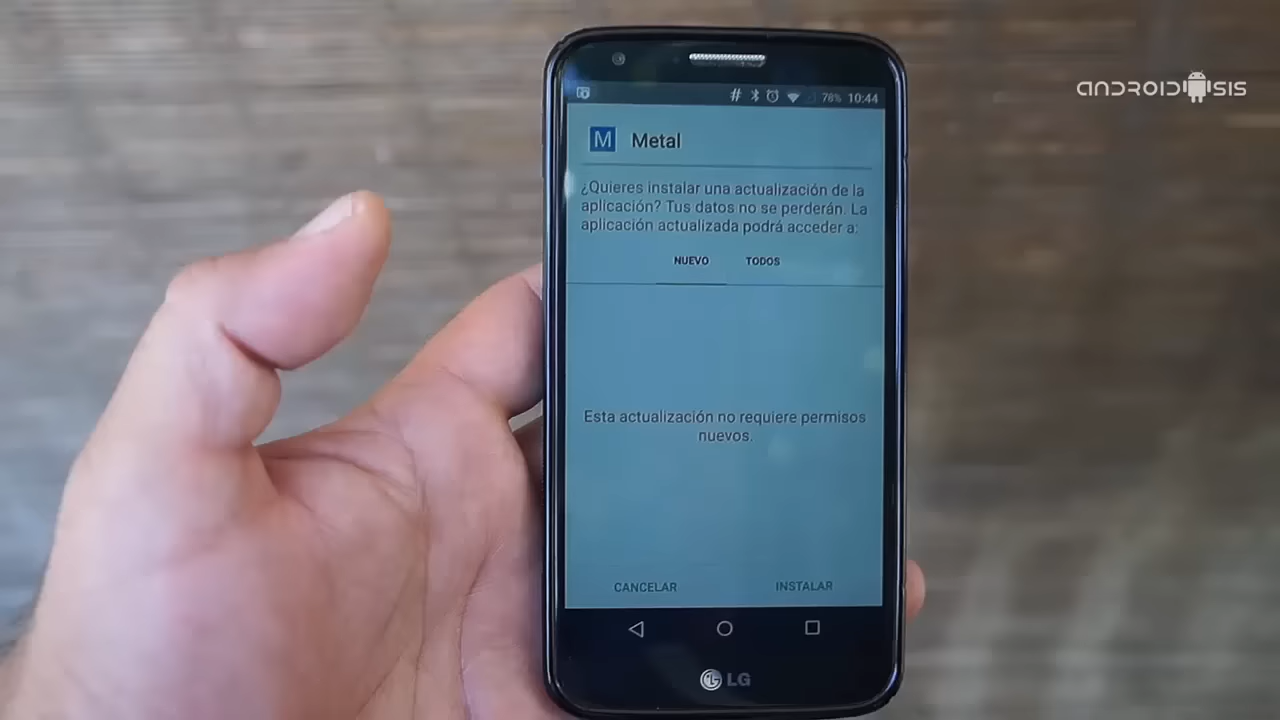 ANDROIDSIS
# 78% 10:44
M Metal
¿Quieres instalar una actualización de la
aplicación? Tus datos no se perderán. La
aplicación actualizada podrá acceder a:
NUEVO TODOS
Esta actualización no requiere permisos
nuevos.
CANCELAR INSTALAR
LG